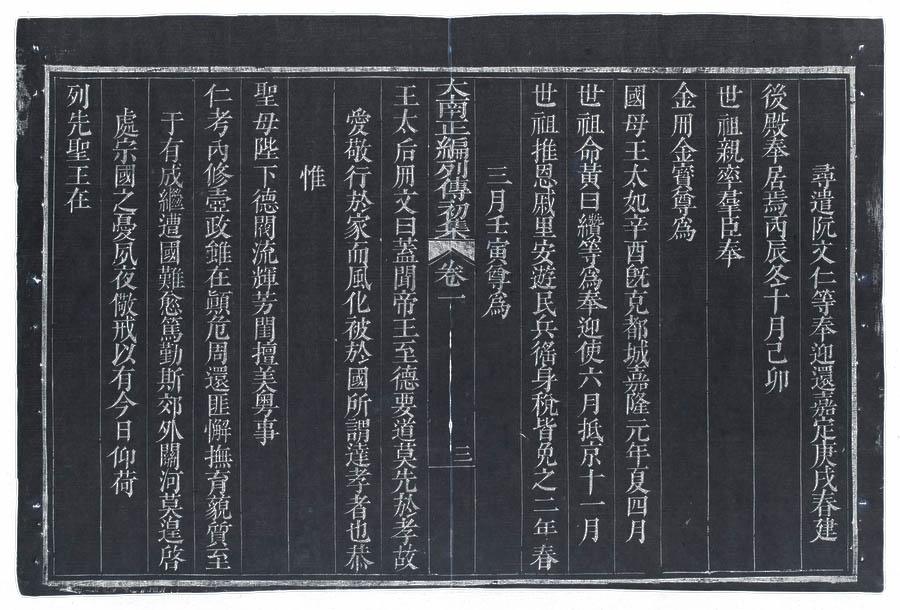 尋遣阮文仁等奉迎還嘉定庚戌春建
後殿奉居焉丙辰冬十月己卯
世祖親率羣臣奉
金冊金寶尊為
國母王太妃辛酉旣克都城嘉隆元年夏四月
世祖命黃曰纘等為奉迎使六月抵京十一月
世祖推恩戚里安遊民兵徭身稅皆免之二年春
三月壬寅尊為
大南正編列傳初集 卷一 三
王太后冊文曰蓋聞帝王至德要道莫先於孝故
愛敬行於家而風化被於國所謂達孝者也恭
惟
聖母陛下德閥流輝芳閨擅美粵事
仁考內修壼政雖在顛危周還匪懈撫育藐質至
于有成繼遭國難愈篤勤斯郊外關河莫遑啓
處宗國之憂夙夜儆戒以有今日仰荷
列先聖王在